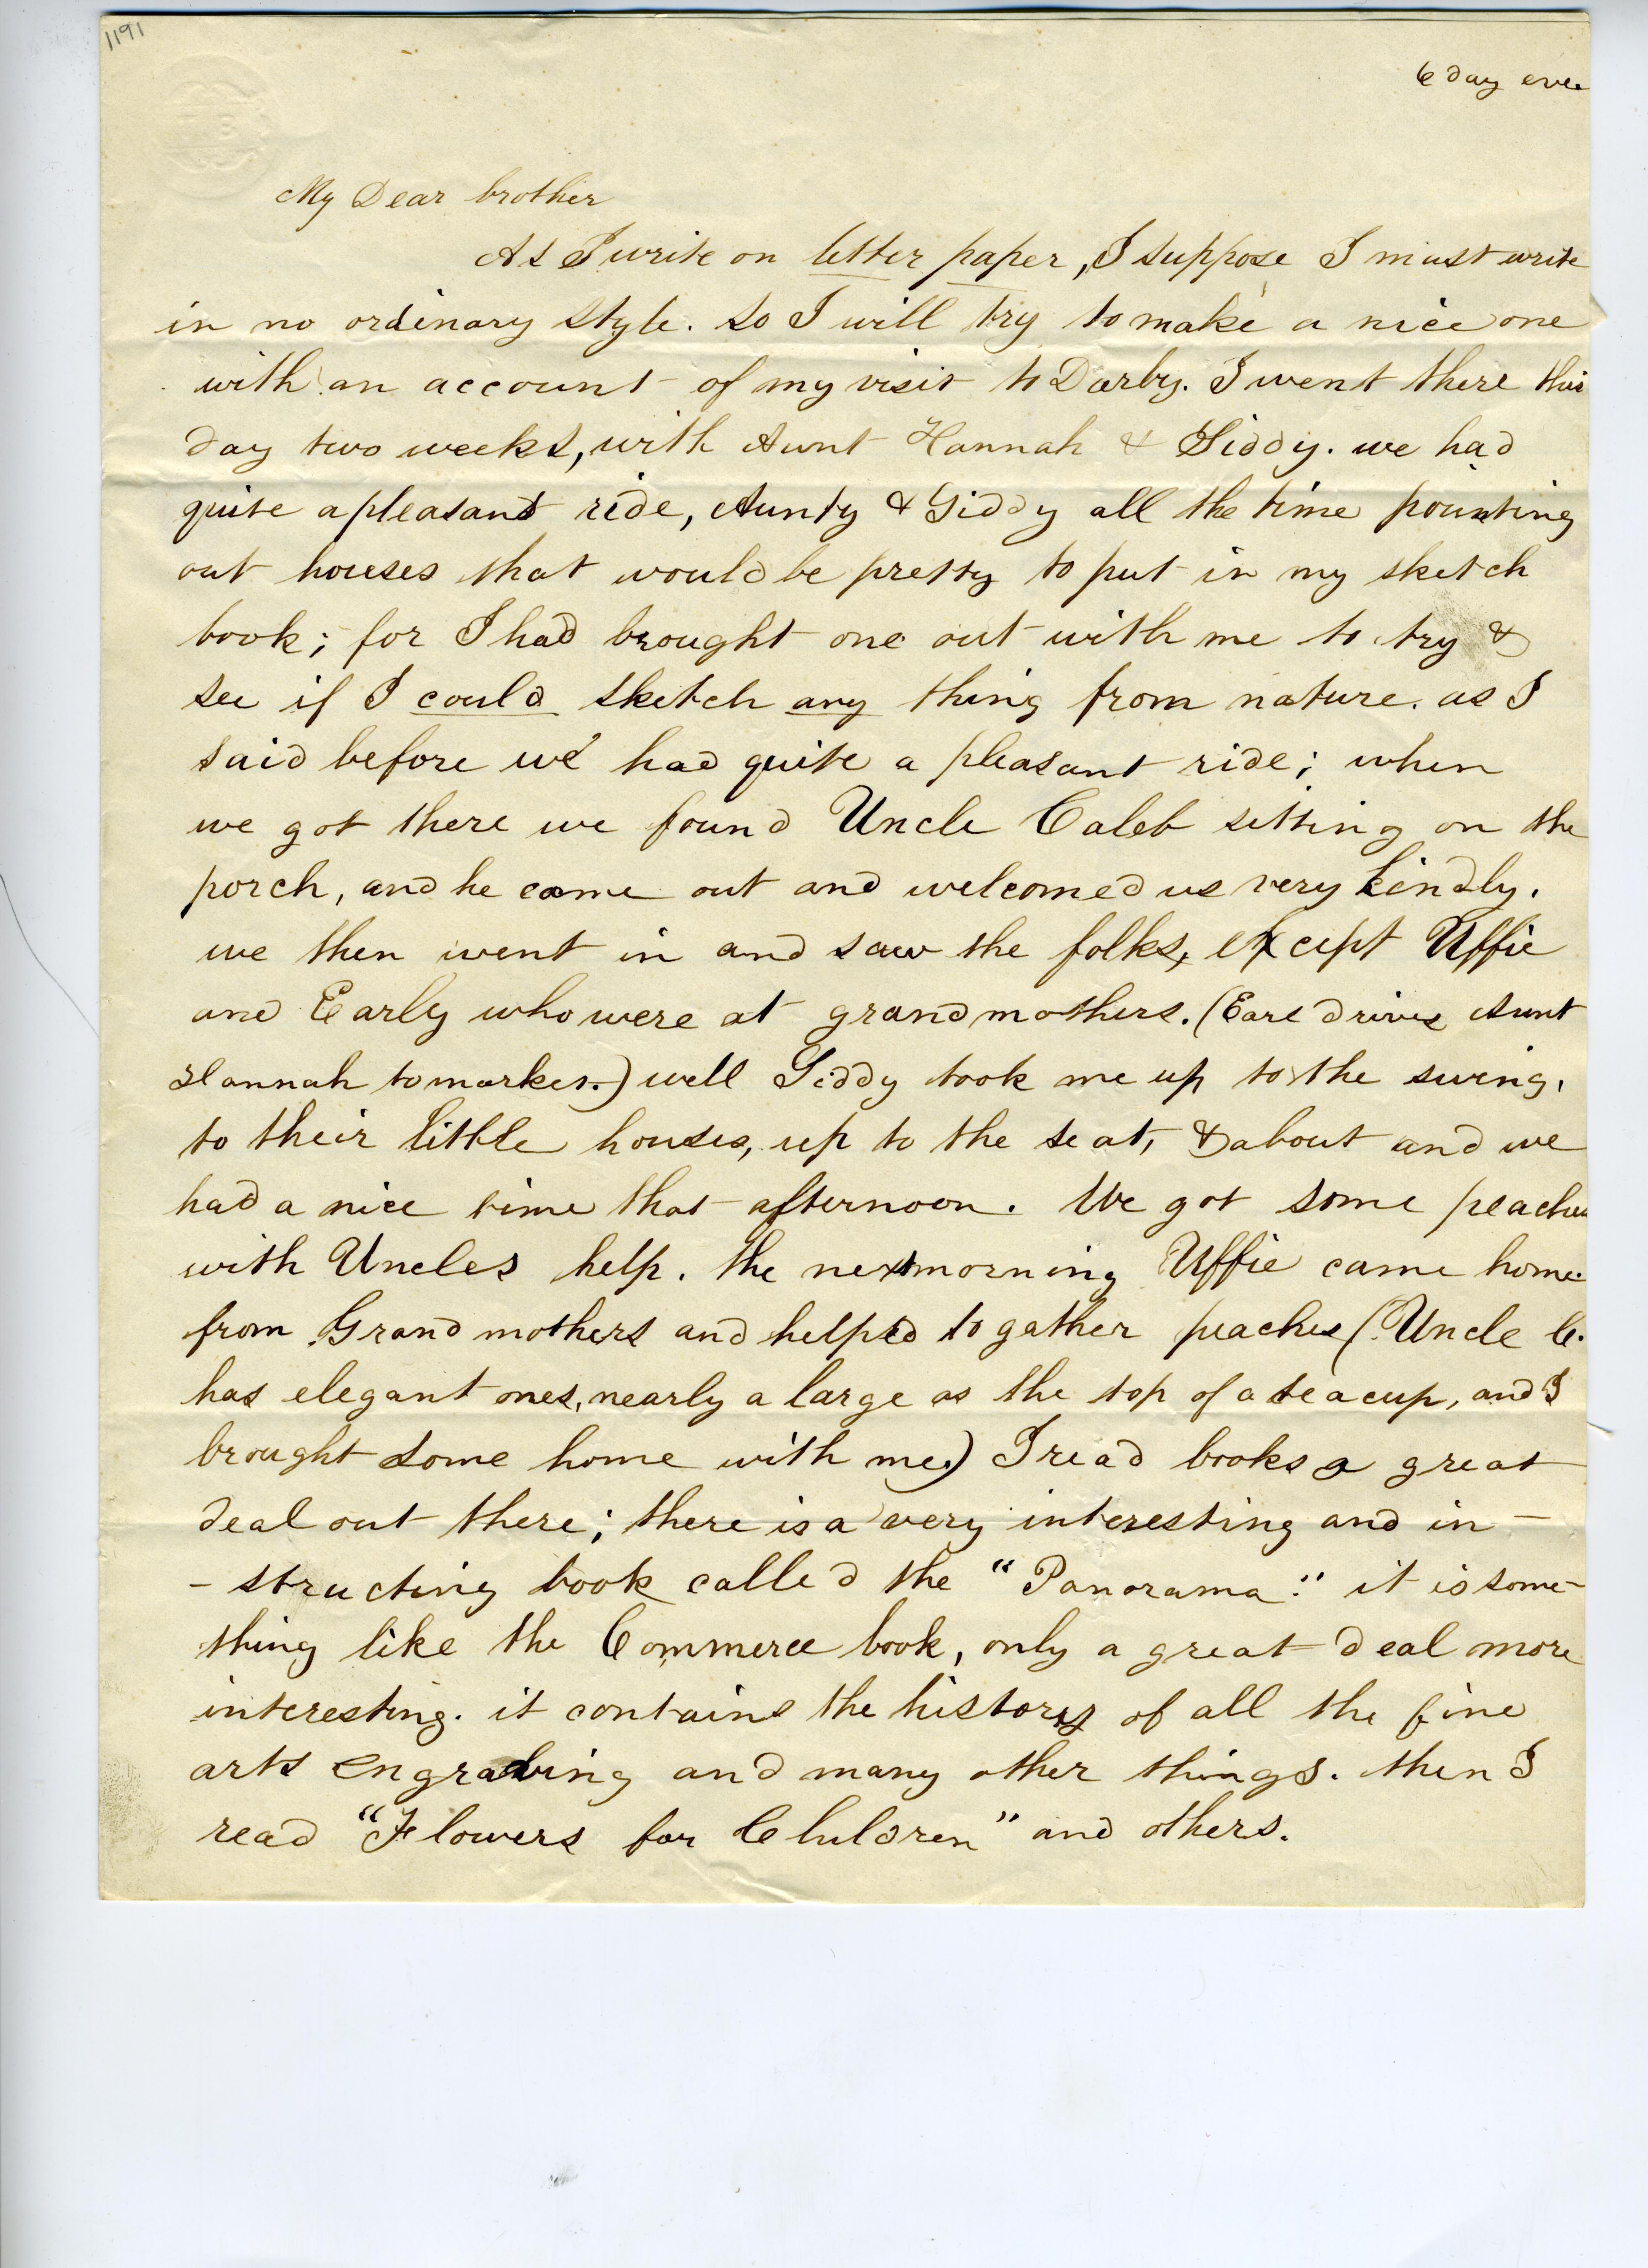 1191
6 day eve.
My Dear brother
As I write on letter paper, I suppose I must write
in no ordinary style. so I will try to make a nice one
with an account of my visit to Darby. I went there this
day two weeks, with Aunt Hannah & Siddy. we had
quite a pleasant ride, Aunty & Siddy all the time pointing
out houses that would be pretty to put in my sketch
book; for I had brought one out with me to try &
see if I could sketch any thing from nature. as I
said before we had quite a pleasant ride; when
we got there we found Uncle Caleb sitting on the
porch, and he came out and welcomed us very kindly.
we then went in and saw the folks, except Uffie
and Early who were at grandmothers. (Earl drives Aunt
Hannah to market.) well Siddy took me up to the swing,
to their little houses, up to the seat, & about and we
had a nice time that afternoon. We got some peaches
with Uncles help. the next morning Uffie came home
from Grandmothers and helped to gather peaches (Uncle C.
has elegant ones, nearly a large as the top of a teacup, and I
brought some home with me.) I read books a great
deal out there; there is a very interesting and in-
-structing book called the "Panorama." it is some-
thing like the Commerce book, only a great deal more
interesting. it contains the history of all the fine
arts engraving and many other things. then I
read "Flowers for Children" and others.